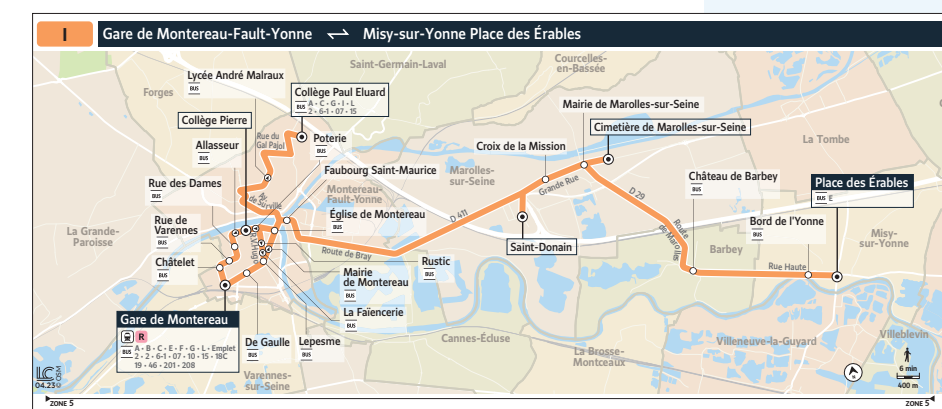 I
Gare de Montereau-Fault-Yonne
Misy-sur-Yonne Place des Érables
Saint-Germain-Laval
Courcelles-
en-Bassée
Forges
Lycée André Malraux
BUS
Collège Paul Eluard
BUS
A • C • G • I • L
2 • 6-1 • 07 • 15
Collège Pierre
Allasseur
BUS
Rue du
Gal Pajol
Poterie
BUS
Mairie de Marolles-sur-Seine
Cimetière de Marolles-sur-Seine
La Tombe
Croix de la Mission
Faubourg Saint-Maurice
Marolles-
sur-Seine
Grande Rue
D 29
Château de Barbey
BUS
Place des Érables
BUS
E
Rue des Dames
BUS
de Surville
Montereau-
Fault-Yonne
Église de Montereau
BUS
D 411
Rue de
Varennes
BUS
La Grande-
Paroisse
Route
de Marolles
Bord de l'Yonne
BUS
Misy-
sur-Yonne
Saint-Donain
Barbey
Châtelet
BUS
Route de Bray
Rustic
BUS
Rue Haute
Mairie
de Montereau
BUS
La Faïencerie
BUS
Gare de Montereau
R
BUS
A • B • C • E • F • G • L • Emplet
2 • 2 • 6-1 • 07 • 10 • 15 • 18C
19 • 46 • 201 • 208
De Gaulle
BUS
Lepesme
BUS
Cannes-Écluse
La Brosse-
Montceaux
Villeneuve-la-Guyard
Villeblevin
Varennes-
sur-Seine
LC
04.23
OSM
N
6 min
400 m
ZONE 5
ZONE 5